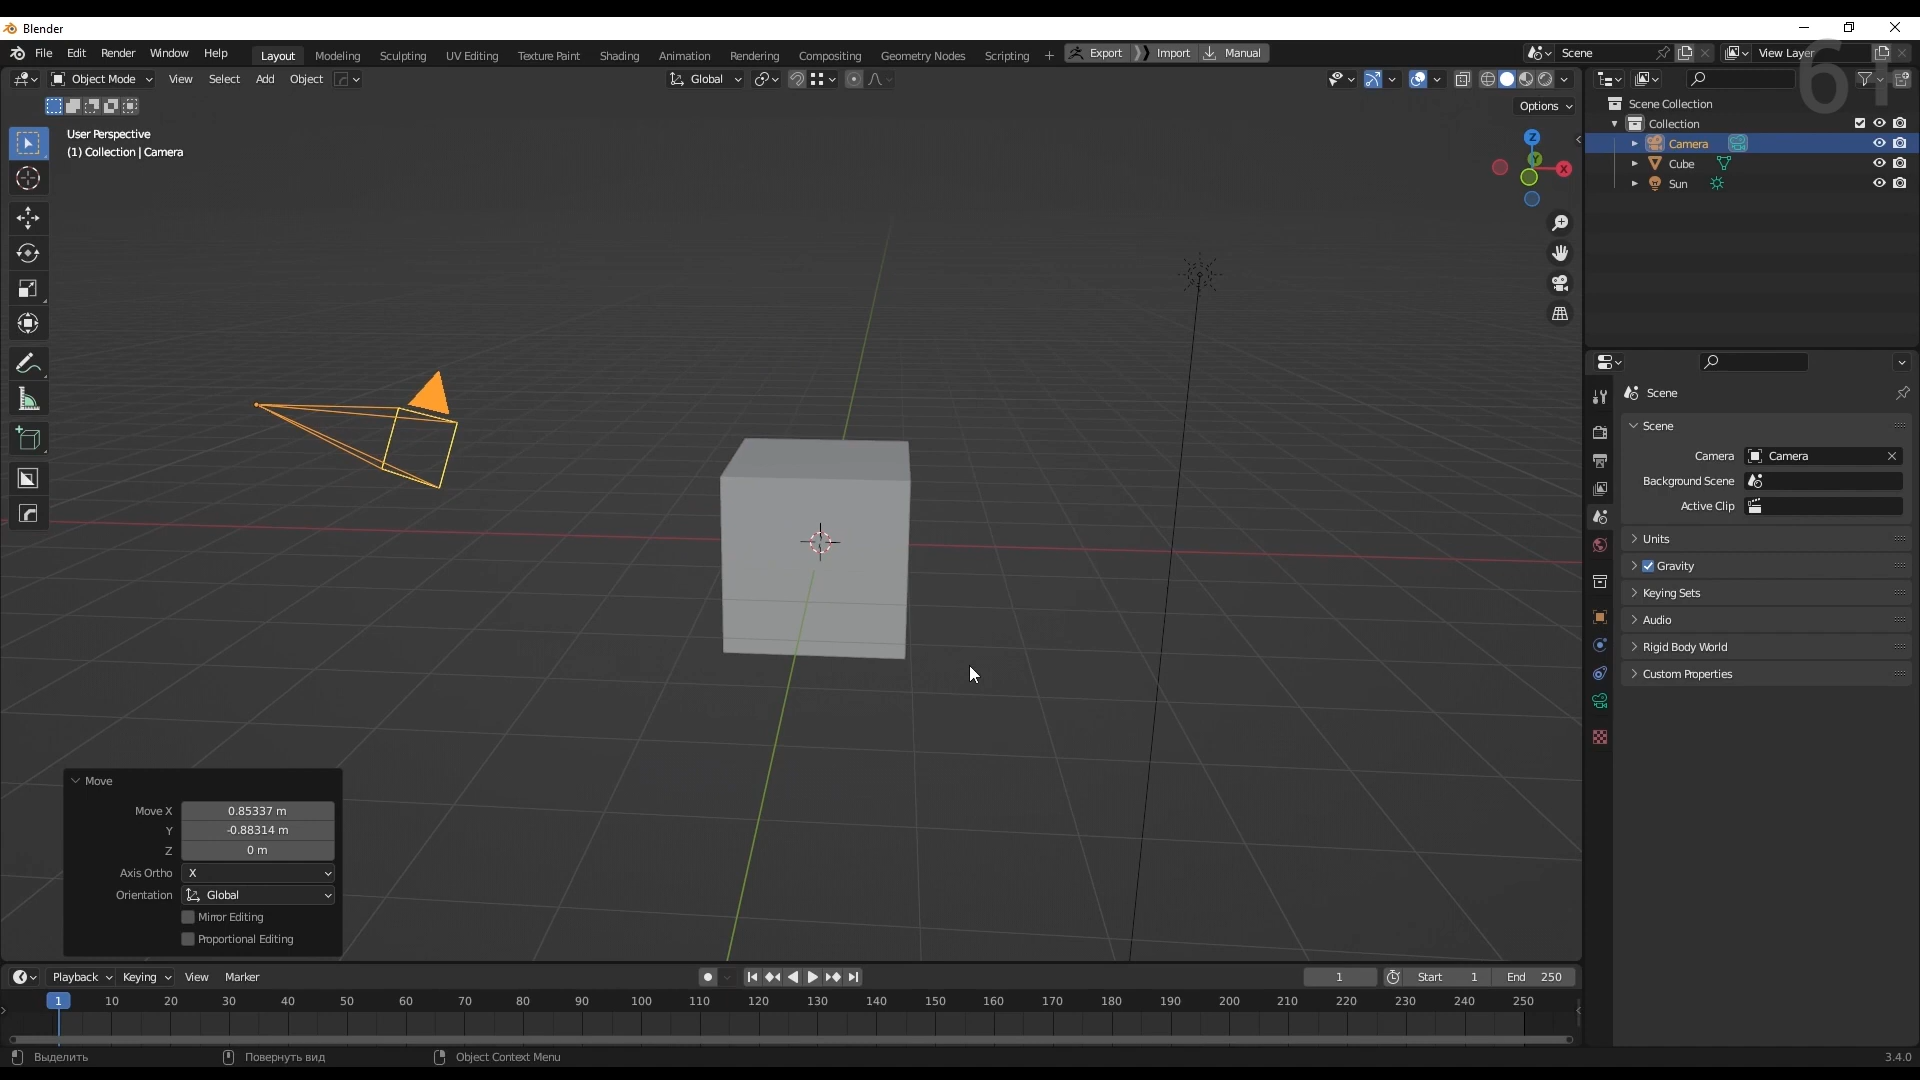 Blender
File Edit Render Window Help Layout Modeling Sculpting UV Editing Texture Paint Shading Animation Rendering Compositing Geometry Nodes Scripting + Export Import Manual Scene View Layer
Object Mode View Select Add Object Global
61
Options
User Perspective
(1) Collection | Camera
Z
Y
X
Scene Collection
Collection
Camera
Cube
Sun
Scene
Scene
Camera Camera
Background Scene
Active Clip
Units
Gravity
Keying Sets
Audio
Rigid Body World
Custom Properties
Move
Move X 0.85337 m
Y -0.88314 m
Z 0 m
Axis Ortho X
Orientation Global
Mirror Editing
Proportional Editing
Playback Keying View Marker 1 Start 1 End 250
1 10 20 30 40 50 60 70 80 90 100 110 120 130 140 150 160 170 180 190 200 210 220 230 240 250
Выделить Повернуть вид Object Context Menu 3.4.0